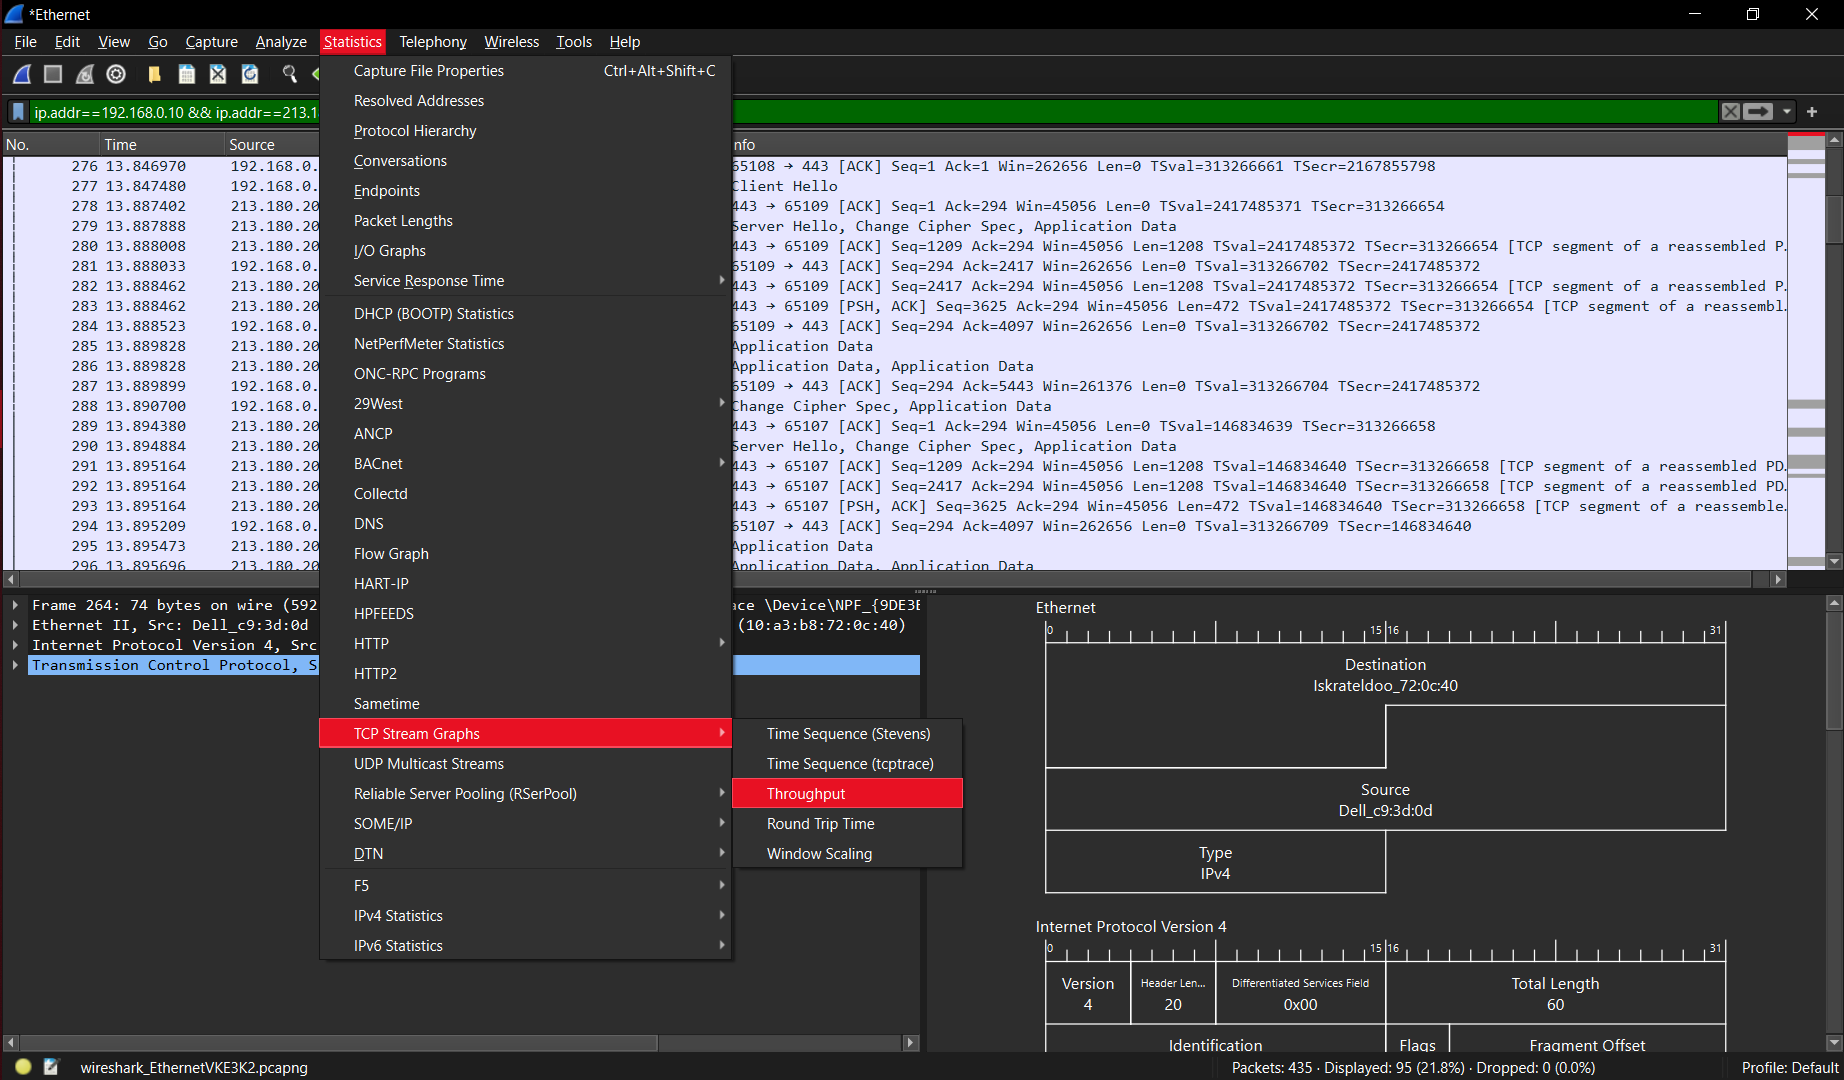 *Ethernet
File Edit View Go Capture Analyze Statistics Telephony Wireless Tools Help
ip.addr==192.168.0.10 && ip.addr==213.1
No. Time Source nfo
276 13.846970 192.168.0. 65108 → 443 [ACK] Seq=1 Ack=1 Win=262656 Len=0 TSval=313266661 TSecr=2167855798
277 13.847480 192.168.0. Client Hello
278 13.887402 213.180.20 443 → 65109 [ACK] Seq=1 Ack=294 Win=45056 Len=0 TSval=2417485371 TSecr=313266654
279 13.887888 213.180.20 Server Hello, Change Cipher Spec, Application Data
280 13.888008 213.180.20 443 → 65109 [ACK] Seq=1209 Ack=294 Win=45056 Len=1208 TSval=2417485372 TSecr=313266654 [TCP segment of a reassembled P.
281 13.888033 192.168.0. 65109 → 443 [ACK] Seq=294 Ack=2417 Win=262656 Len=0 TSval=313266702 TSecr=2417485372
282 13.888462 213.180.20 443 → 65109 [ACK] Seq=2417 Ack=294 Win=45056 Len=1208 TSval=2417485372 TSecr=313266654 [TCP segment of a reassembled P.
283 13.888462 213.180.20 443 → 65109 [PSH, ACK] Seq=3625 Ack=294 Win=45056 Len=472 TSval=2417485372 TSecr=313266654 [TCP segment of a reassembl.
284 13.888523 192.168.0. 65109 → 443 [ACK] Seq=294 Ack=4097 Win=262656 Len=0 TSval=313266702 TSecr=2417485372
285 13.889828 213.180.20 Application Data
286 13.889828 213.180.20 Application Data, Application Data
287 13.889899 192.168.0. 65109 → 443 [ACK] Seq=294 Ack=5443 Win=261376 Len=0 TSval=313266704 TSecr=2417485372
288 13.890700 192.168.0. Change Cipher Spec, Application Data
289 13.894380 213.180.20 443 → 65107 [ACK] Seq=1 Ack=294 Win=45056 Len=0 TSval=146834639 TSecr=313266658
290 13.894884 213.180.20 Server Hello, Change Cipher Spec, Application Data
291 13.895164 213.180.20 443 → 65107 [ACK] Seq=1209 Ack=294 Win=45056 Len=1208 TSval=146834640 TSecr=313266658 [TCP segment of a reassembled PD.
292 13.895164 213.180.20 443 → 65107 [ACK] Seq=2417 Ack=294 Win=45056 Len=1208 TSval=146834640 TSecr=313266658 [TCP segment of a reassembled PD.
293 13.895164 213.180.20 443 → 65107 [PSH, ACK] Seq=3625 Ack=294 Win=45056 Len=472 TSval=146834640 TSecr=313266658 [TCP segment of a reassemble.
294 13.895209 192.168.0. 65107 → 443 [ACK] Seq=294 Ack=4097 Win=262656 Len=0 TSval=313266709 TSecr=146834640
295 13.895473 213.180.20 Application Data
296 13.895696 213.180.20 Application Data, Application Data
Capture File Properties Ctrl+Alt+Shift+C
Resolved Addresses
Protocol Hierarchy
Conversations
Endpoints
Packet Lengths
I/O Graphs
Service Response Time
DHCP (BOOTP) Statistics
NetPerfMeter Statistics
ONC-RPC Programs
29West
ANCP
BACnet
Collectd
DNS
Flow Graph
HART-IP
HPFEEDS
HTTP
HTTP2
Sametime
TCP Stream Graphs
UDP Multicast Streams
Reliable Server Pooling (RSerPool)
SOME/IP
DTN
F5
IPv4 Statistics
IPv6 Statistics
Time Sequence (Stevens)
Time Sequence (tcptrace)
Throughput
Round Trip Time
Window Scaling
Frame 264: 74 bytes on wire (592 ace \Device\NPF_{9DE3E
Ethernet II, Src: Dell_c9:3d:0d (10:a3:b8:72:0c:40)
Internet Protocol Version 4, Src
Transmission Control Protocol, S
Ethernet
0 15 16 31
Destination
Iskrateldoo_72:0c:40
Source
Dell_c9:3d:0d
Type
IPv4
Internet Protocol Version 4
0 15 16 31
Version Header Len... Differentiated Services Field Total Length
4 20 0x00 60
Identification Flags Fragment Offset
wireshark_EthernetVKE3K2.pcapng Packets: 435 · Displayed: 95 (21.8%) · Dropped: 0 (0.0%) Profile: Default